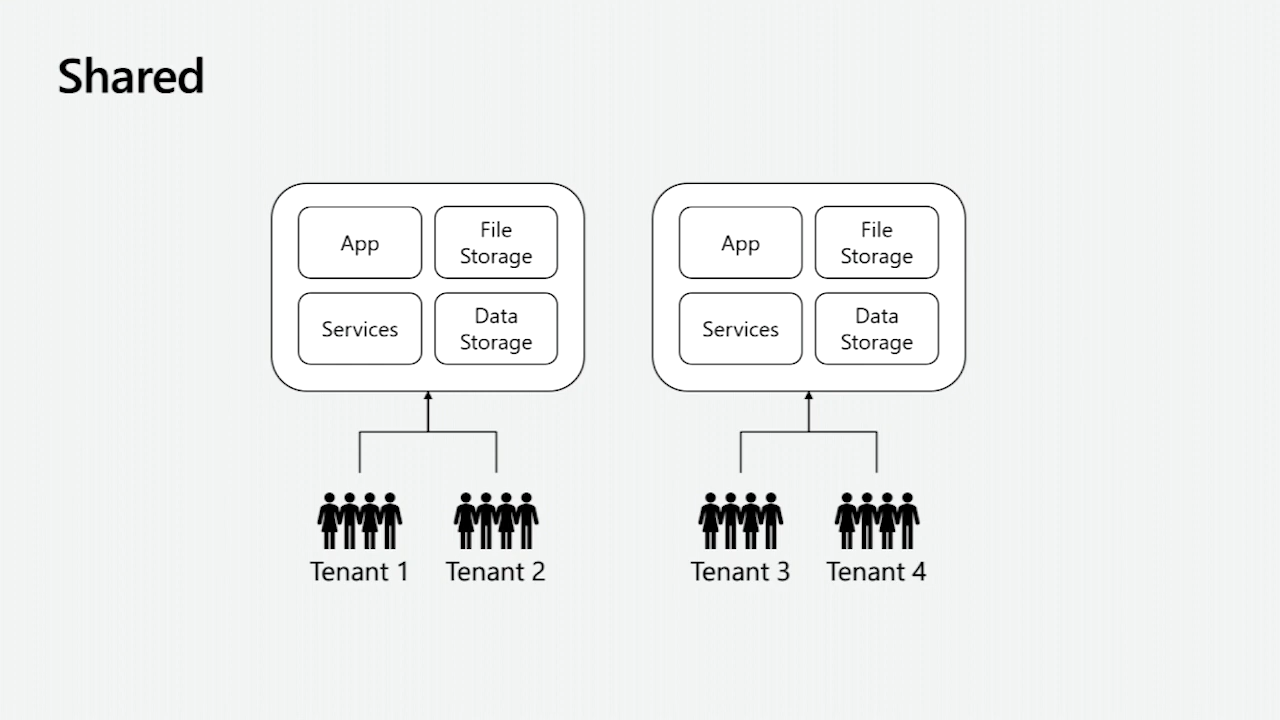 Shared
App
File
Storage
Services
Data
Storage
App
File
Storage
Services
Data
Storage
Tenant 1
Tenant 2
Tenant 3
Tenant 4